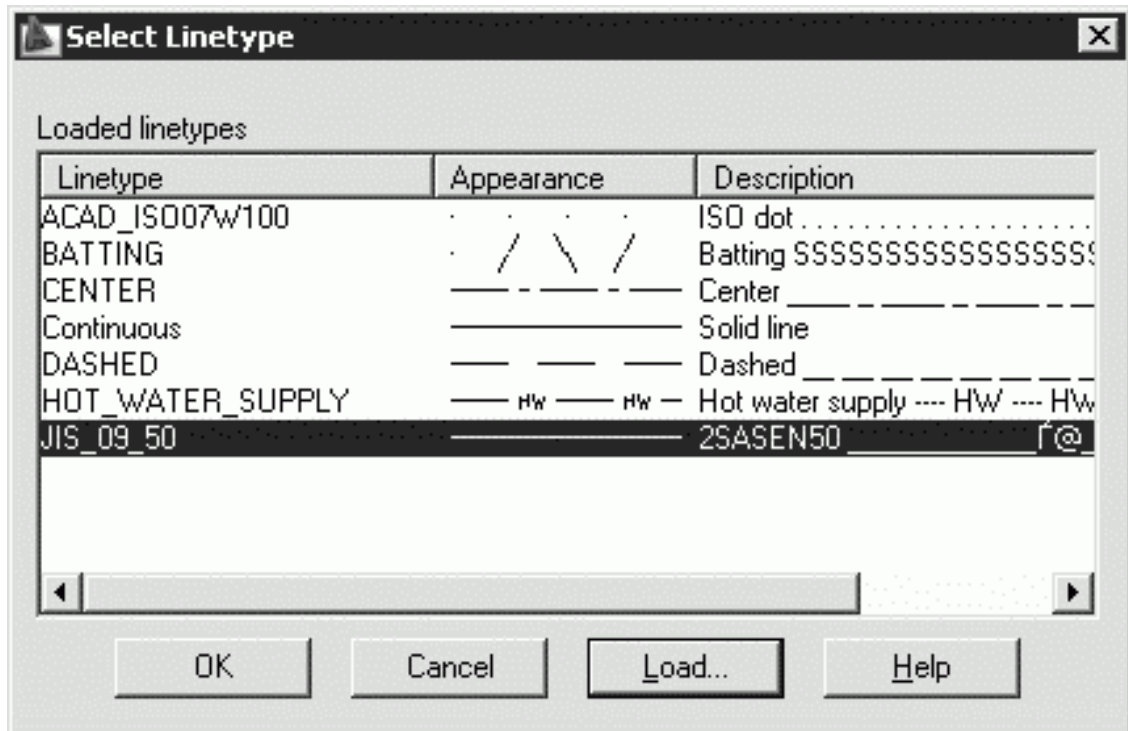 Select Linetype
Loaded linetypes
Linetype Appearance Description
ACAD_ISO07W100 ISO dot . . . . . . . . . . . . . . . . . .
BATTING Batting SSSSSSSSSSSSSSSSS
CENTER Center ____ _ ____ _ ____ _
Continuous Solid line
DASHED Dashed __ __ __ __ __ __ __
HOT_WATER_SUPPLY HW HW Hot water supply ---- HW ---- HW
JIS_09_50 2SASEN50 ____________
OK Cancel Load... Help